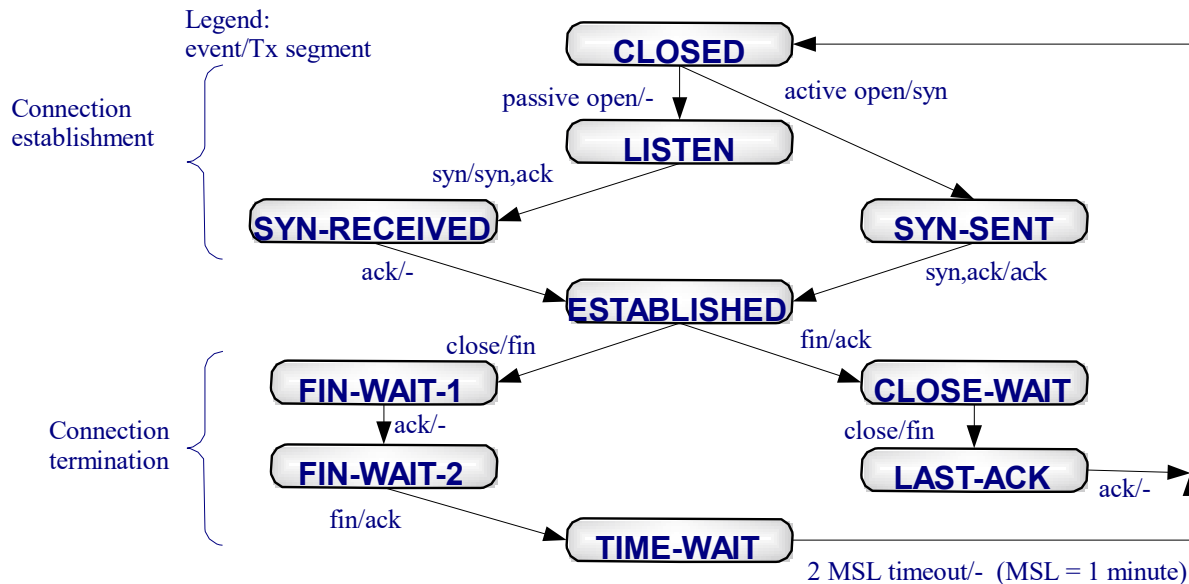 Legend:
event/Tx segment
CLOSED
Connection
establishment
passive open/-
active open/syn
LISTEN
syn/syn,ack
SYN-RECEIVED
SYN-SENT
ack/-
syn,ack/ack
ESTABLISHED
close/fin
fin/ack
FIN-WAIT-1
CLOSE-WAIT
Connection
termination
ack/-
close/fin
FIN-WAIT-2
LAST-ACK
ack/-
fin/ack
TIME-WAIT
2 MSL timeout/- (MSL = 1 minute)